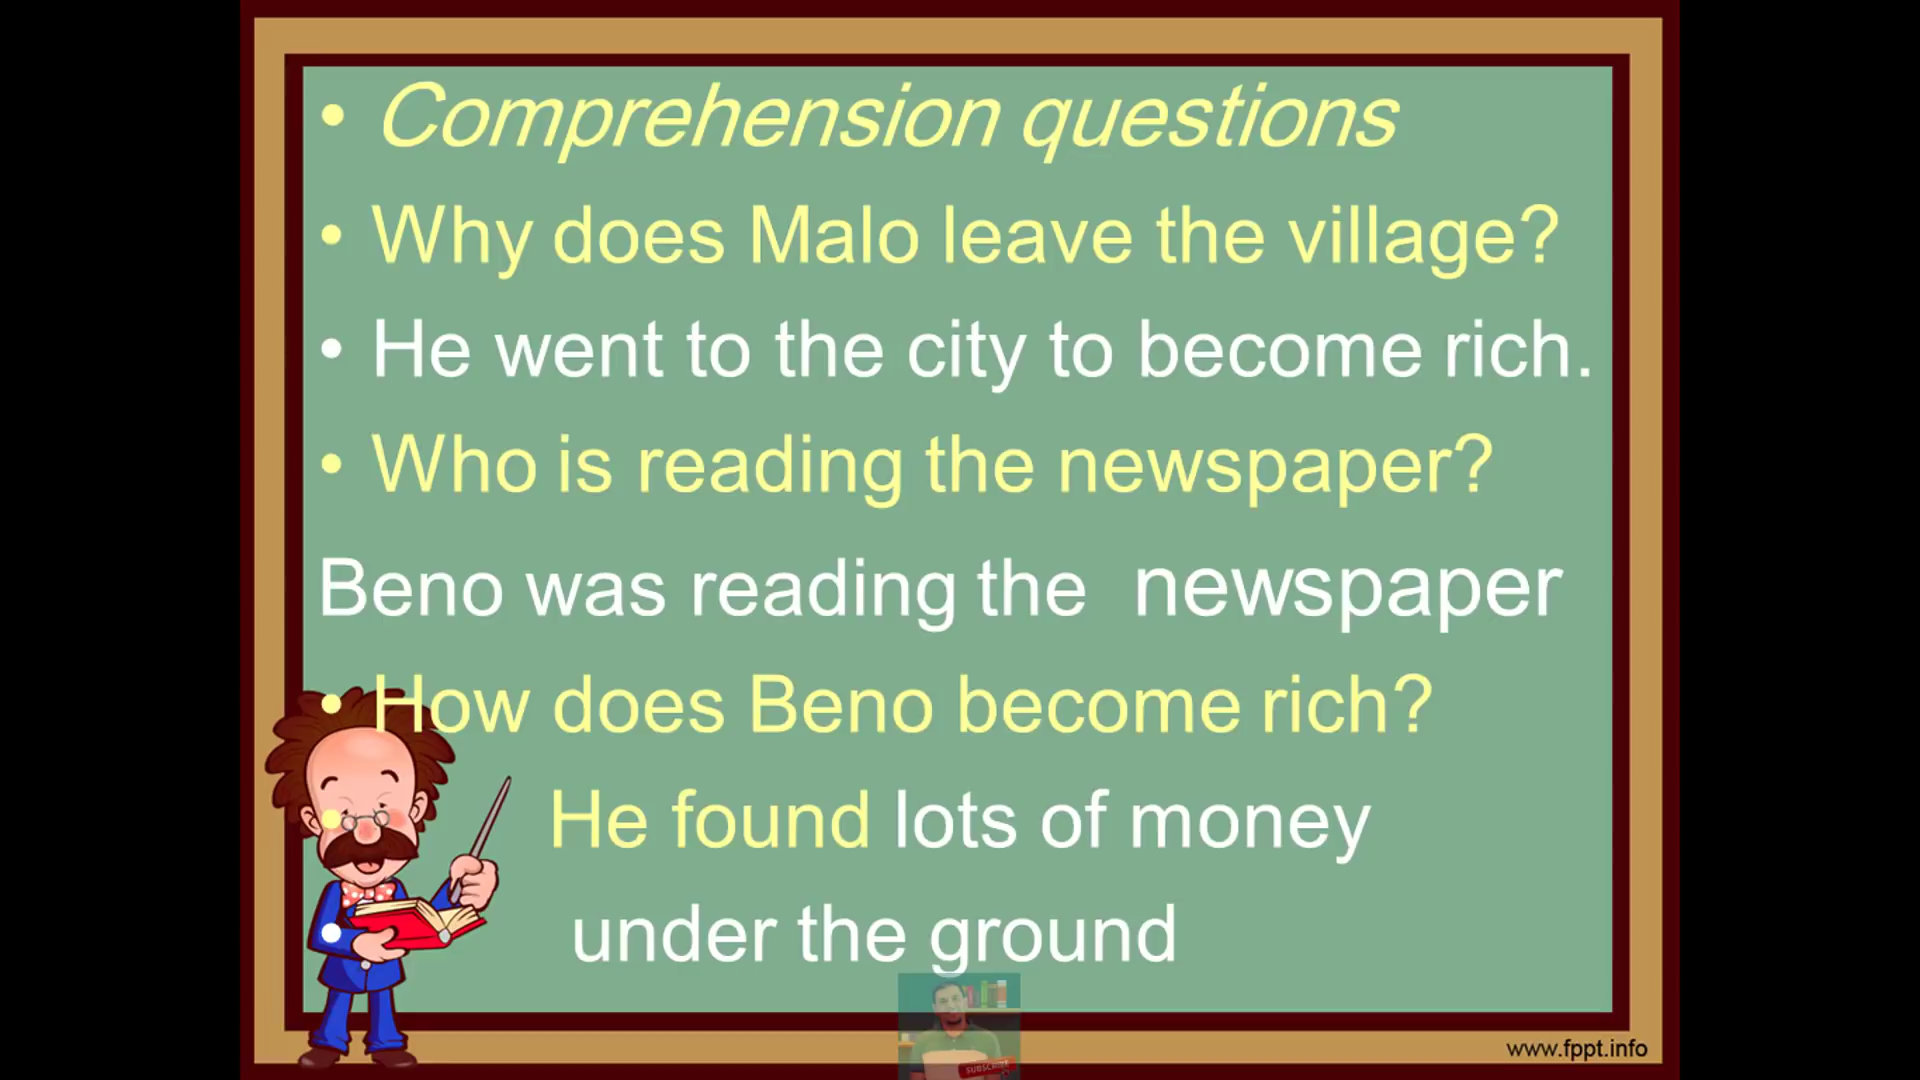 • Comprehension questions
• Why does Malo leave the village?
• He went to the city to become rich.
• Who is reading the newspaper?
Beno was reading the newspaper
• How does Beno become rich?
• He found lots of money
• under the ground
SUBSCRIBE
www.fppt.info